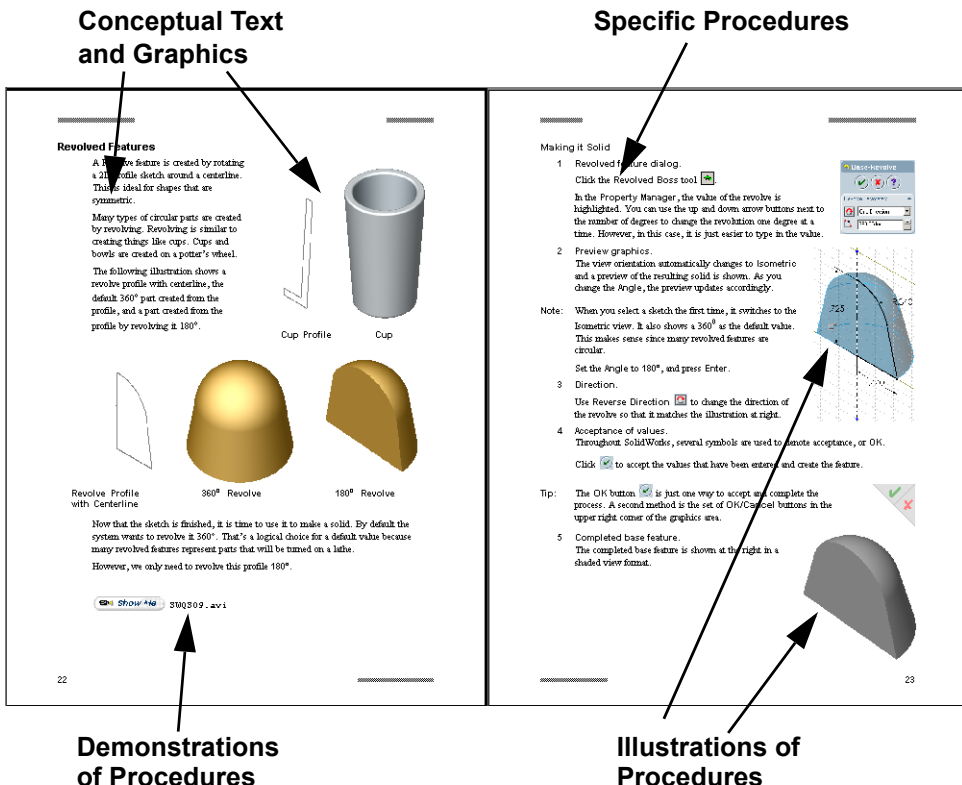 Conceptual Text
and Graphics
Specific Procedures
Revolved Features
A Revolve feature is created by rotating
a 2D profile sketch around a centerline.
This is ideal for shapes that are
symmetric.
Many types of circular parts are created
by revolving. Revolving is similar to
creating things like cups. Cups and
bowls are created on a potter's wheel.
The following illustration shows a
revolve profile with centerline, the
default 360° part created from the
profile, and a part created from the
profile by revolving it 180°.
Cup Profile
Cup
Revolve Profile
with Centerline
360° Revolve
180° Revolve
Now that the sketch is finished, it is time to use it to make a solid. By default the
system wants to revolve it 360°. That's a logical choice for a default value because
many revolved features represent parts that will be turned on a lathe.
However, we only need to revolve this profile 180°.
Show Me SWQS09.avi
22
Making it Solid
1 Revolved feature dialog.
Click the Revolved Boss tool .
In the Property Manager, the value of the revolve is
highlighted. You can use the up and down arrow buttons next to
the number of degrees to change the revolution one degree at a
time. However, in this case, it is just easier to type in the value.
Base-Revolve
2 Preview graphics.
The view orientation automatically changes to Isometric
and a preview of the resulting solid is shown. As you
change the Angle, the preview updates accordingly.
.725
Note: When you select a sketch the first time, it switches to the
Isometric view. It also shows a 360° as the default value.
This makes sense since many revolved features are
circular.
Set the Angle to 180°, and press Enter.
3 Direction.
Use Reverse Direction to change the direction of
the revolve so that it matches the illustration at right.
4 Acceptance of values.
Throughout SolidWorks, several symbols are used to denote acceptance, or OK.
Click to accept the values that have been entered and create the feature.
Tip: The OK button is just one way to accept and complete the
process. A second method is the set of OK/Cancel buttons in the
upper right corner of the graphics area.
5 Completed base feature.
The completed base feature is shown at the right in a
shaded view format.
23
Demonstrations
of Procedures
Illustrations of
Procedures